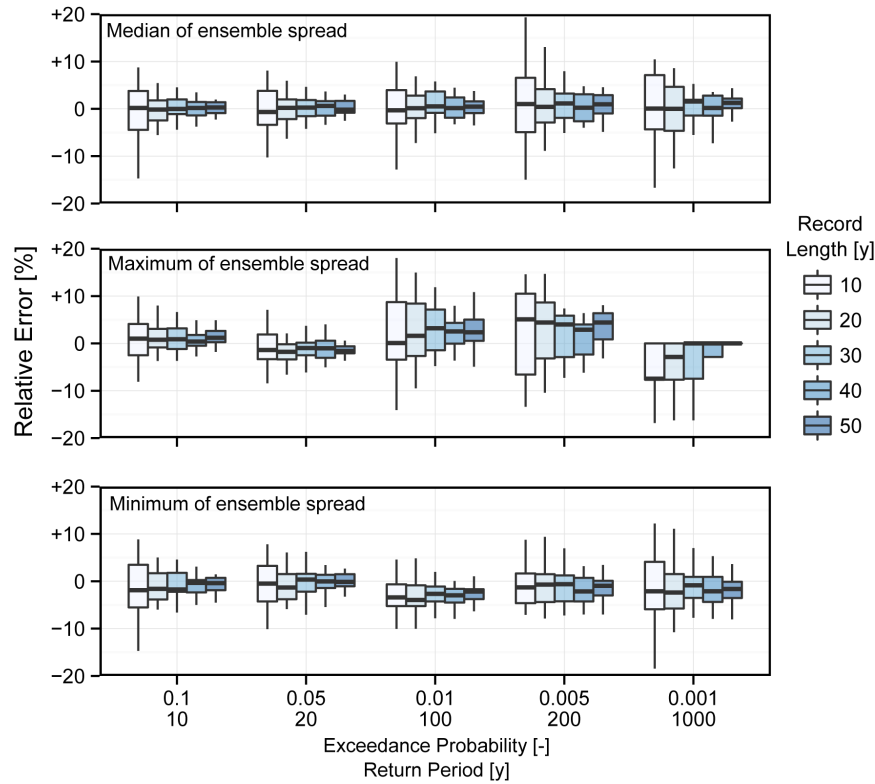 +20
Median of ensemble spread
+10
0
−10
−20
+20
Maximum of ensemble spread
+10
0
−10
−20
+20
Minimum of ensemble spread
+10
0
−10
−20
Relative Error [%]
0.1 0.05 0.01 0.005 0.001
10 20 100 200 1000
Exceedance Probability [-]
Return Period [y]
Record
Length [y]
10
20
30
40
50